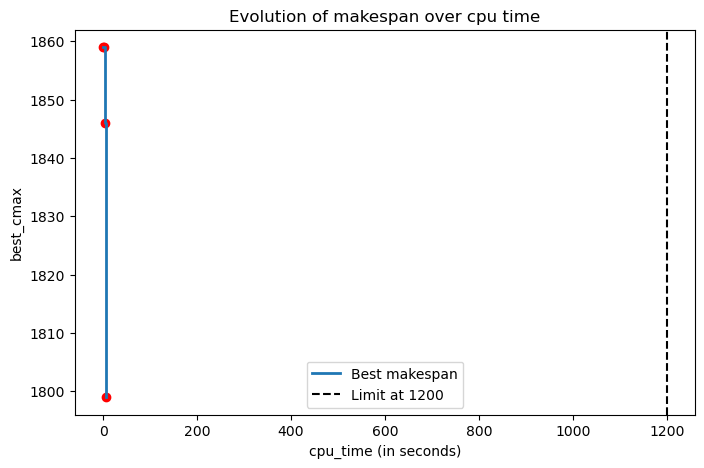 Evolution of makespan over cpu time
best_cmax
1860
1850
1840
1830
1820
1810
1800
Best makespan
Limit at 1200
0
200
400
600
800
1000
1200
cpu_time (in seconds)